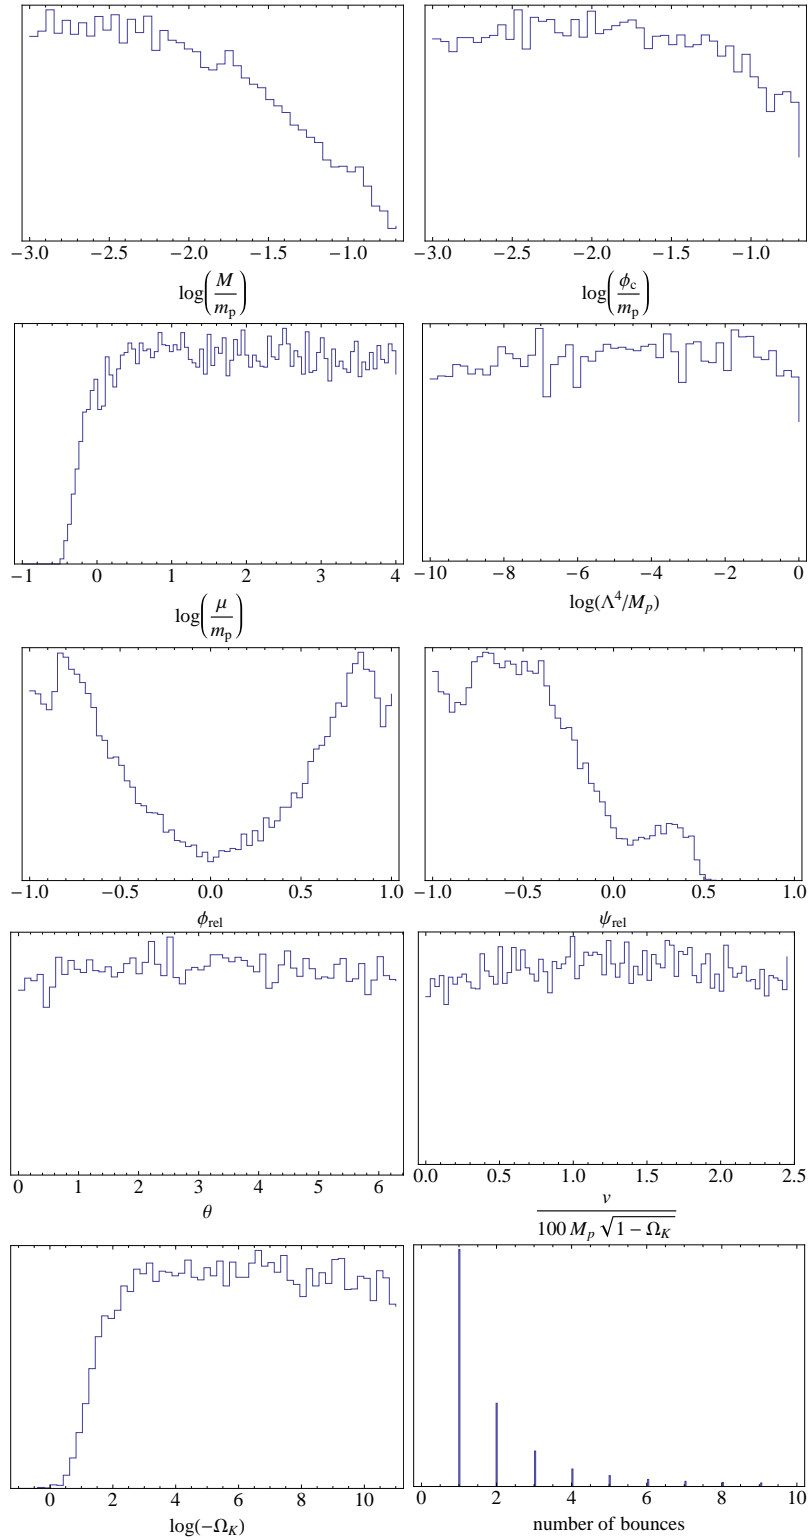 −3.0 −2.5 −2.0 −1.5 −1.0
log(M/m_p)
−3.0 −2.5 −2.0 −1.5 −1.0
log(ϕ_c/m_p)
−1 0 1 2 3 4
log(μ/m_p)
−10 −8 −6 −4 −2 0
log(Λ⁴/M_p)
−1.0 −0.5 0.0 0.5 1.0
ϕ_rel
−1.0 −0.5 0.0 0.5 1.0
ψ_rel
0 1 2 3 4 5 6
θ
0.0 0.5 1.0 1.5 2.0 2.5
v
100 M_p √(1 − Ω_K)
0 2 4 6 8 10
log(−Ω_K)
0 2 4 6 8 10
number of bounces